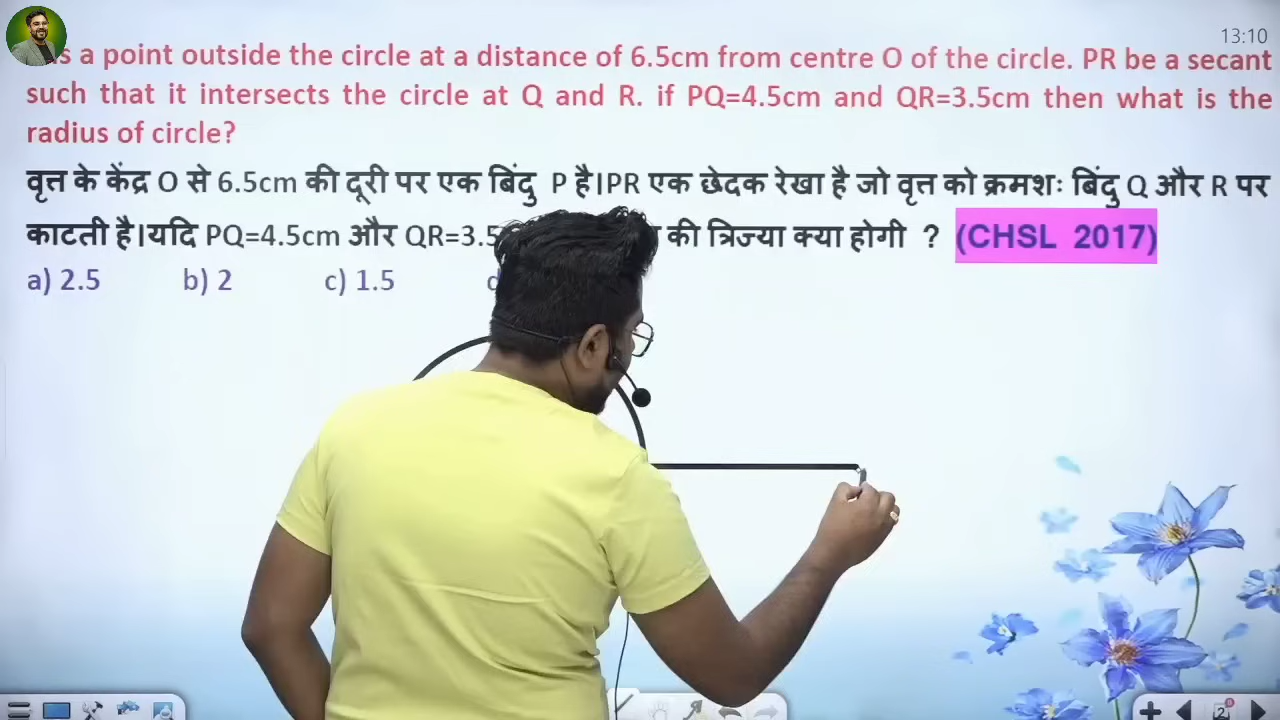 13:10
s a point outside the circle at a distance of 6.5cm from centre O of the circle. PR be a secant
such that it intersects the circle at Q and R. if PQ=4.5cm and QR=3.5cm then what is the
radius of circle?
वृत्त के केंद्र O से 6.5cm की दूरी पर एक बिंदु P है।PR एक छेदक रेखा है जो वृत्त को क्रमशः बिंदु Q और R पर
काटती है।यदि PQ=4.5cm और QR=3.5 की त्रिज्या क्या होगी ? (CHSL 2017)
a) 2.5 b) 2 c) 1.5